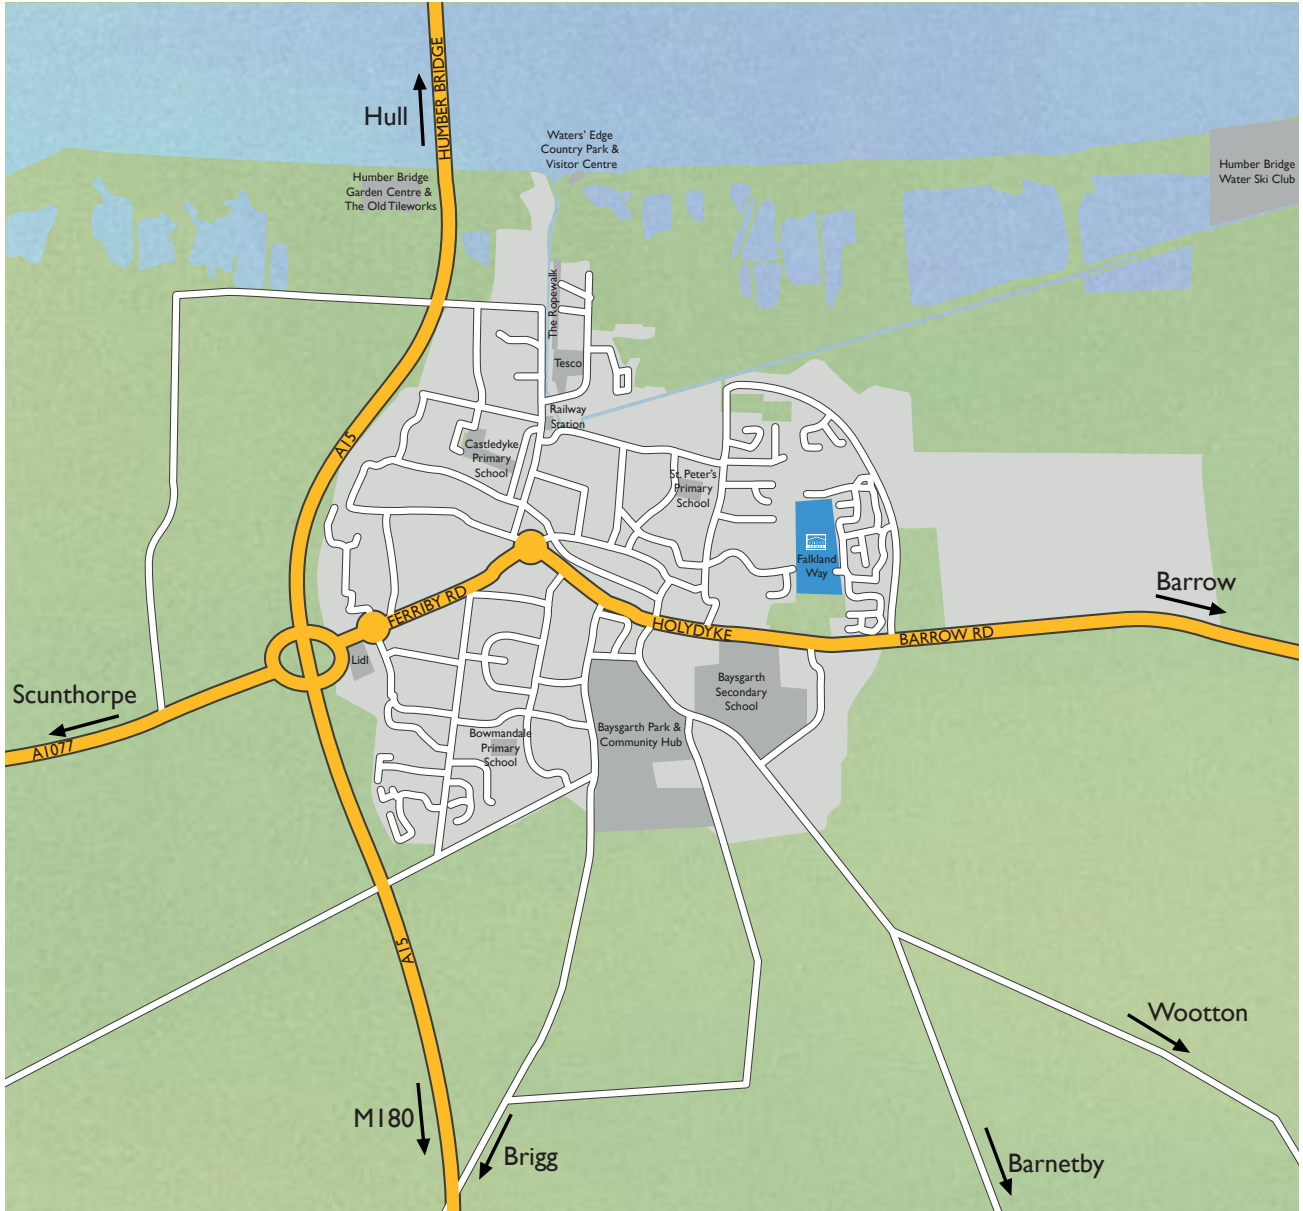 HUMBER BRIDGE
Hull
Waters' Edge
Country Park &
Visitor Centre
Humber Bridge
Water Ski Club
Humber Bridge
Garden Centre &
The Old Tileworks
The Ropewalk
Tesco
Railway
Station
A15
Castledyke
Primary
School
St. Peter's
Primary
School
Falkland
Way
Barrow
FERRIBY RD
HOLYDYKE
BARROW RD
Lidl
Scunthorpe
A1077
Baysgarth
Secondary
School
Baysgarth Park &
Community Hub
Bowmandale
Primary
School
A15
Wootton
M180
Brigg
Barnetby